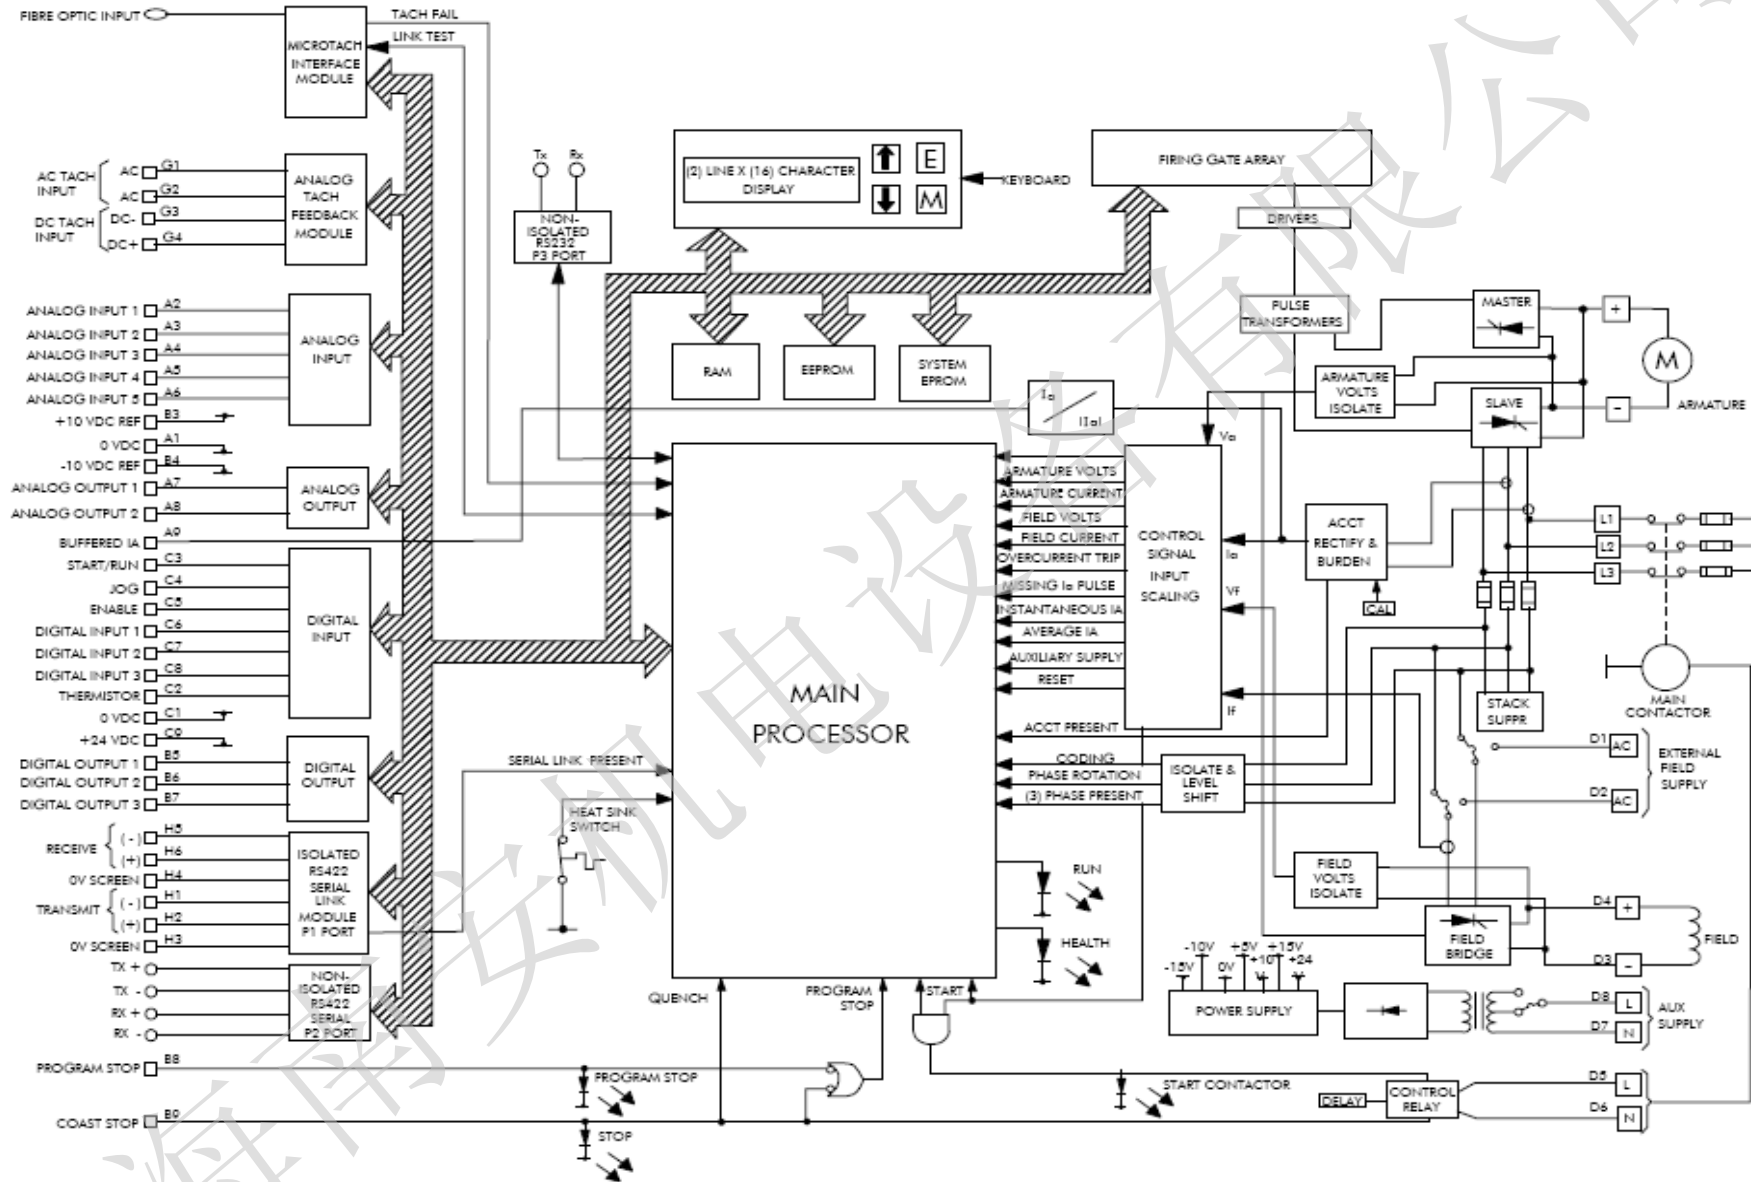 FIBRE OPTIC INPUT
TACH FAIL
LINK TEST
MICROTACH
INTERFACE
MODULE
AC TACH
INPUT
AC G1
AC G2
DC TACH
INPUT
DC- G3
DC+ G4
ANALOG
TACH
FEEDBACK
MODULE
ANALOG INPUT 1 A2
ANALOG INPUT 2 A3
ANALOG INPUT 3 A4
ANALOG INPUT 4 A5
ANALOG INPUT 5 A6
+10 VDC REF B3
0 VDC A1
-10 VDC REF B4
ANALOG
INPUT
ANALOG OUTPUT 1 A7
ANALOG OUTPUT 2 A8
ANALOG
OUTPUT
BUFFERED IA A9
START/RUN C3
JOG C4
ENABLE C5
DIGITAL INPUT 1 C6
DIGITAL INPUT 2 C7
DIGITAL INPUT 3 C8
THERMISTOR C2
0 VDC C1
+24 VDC C9
DIGITAL
INPUT
DIGITAL OUTPUT 1 B5
DIGITAL OUTPUT 2 B6
DIGITAL OUTPUT 3 B7
DIGITAL
OUTPUT
RECEIVE
(-) H5
(+) H6
0V SCREEN H4
TRANSMIT
(-) H1
(+) H2
0V SCREEN H3
ISOLATED
RS422
SERIAL
LINK
MODULE
P1 PORT
TX +
TX -
RX +
RX -
NON-
ISOLATED
RS422
SERIAL
P2 PORT
PROGRAM STOP B8
COAST STOP B9
Tx Rx
NON-
ISOLATED
RS232
P3 PORT
(2) LINE X (16) CHARACTER
DISPLAY
E
M
KEYBOARD
RAM
EEPROM
SYSTEM
EPROM
FIRING GATE ARRAY
DRIVERS
PULSE
TRANSFORMERS
MASTER
SLAVE
ARMATURE
VOLTS
ISOLATE
+
M
-
ARMATURE
Ia
|Ia|
MAIN
PROCESSOR
SERIAL LINK PRESENT
HEAT SINK
SWITCH
ARMATURE VOLTS
ARMATURE CURRENT
FIELD VOLTS
FIELD CURRENT
OVERCURRENT TRIP
MISSING Ia PULSE
INSTANTANEOUS IA
AVERAGE IA
AUXILIARY SUPPLY
RESET
ACCT PRESENT
CODING
PHASE ROTATION
(3) PHASE PRESENT
CONTROL
SIGNAL
INPUT
SCALING
Va
Ia
Vf
If
ACCT
RECTIFY &
BURDEN
CAL
ISOLATE &
LEVEL
SHIFT
L1
L2
L3
MAIN
CONTACTOR
STACK
SUPPR
D1 AC
D2 AC
EXTERNAL
FIELD
SUPPLY
FIELD
VOLTS
ISOLATE
FIELD
BRIDGE
D4 +
D3 -
FIELD
RUN
HEALTH
-15V
-10V
0V
+5V
+10
V
+15V
+24
V
POWER SUPPLY
D8 L
D7 N
AUX
SUPPLY
QUENCH
PROGRAM
STOP
START
PROGRAM STOP
STOP
START CONTACTOR
DELAY
CONTROL
RELAY
D5 L
D6 N
海南安机电设备有限公司